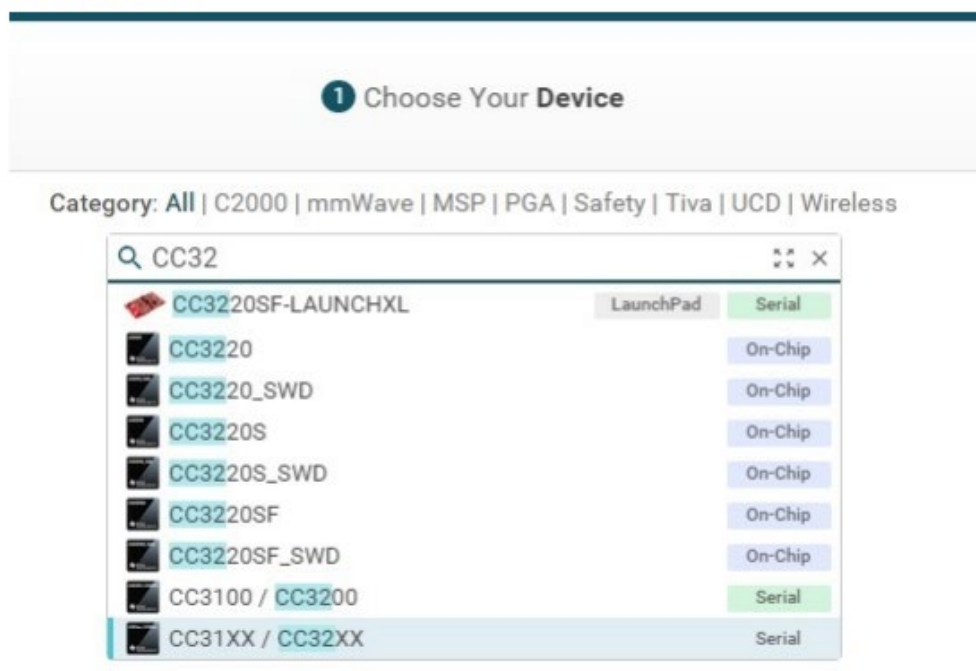 1 Choose Your Device
Category: All | C2000 | mmWave | MSP | PGA | Safety | Tiva | UCD | Wireless
CC32
CC3220SF-LAUNCHXL LaunchPad Serial
CC3220 On-Chip
CC3220_SWD On-Chip
CC3220S On-Chip
CC3220S_SWD On-Chip
CC3220SF On-Chip
CC3220SF_SWD On-Chip
CC3100 / CC3200 Serial
CC31XX / CC32XX Serial